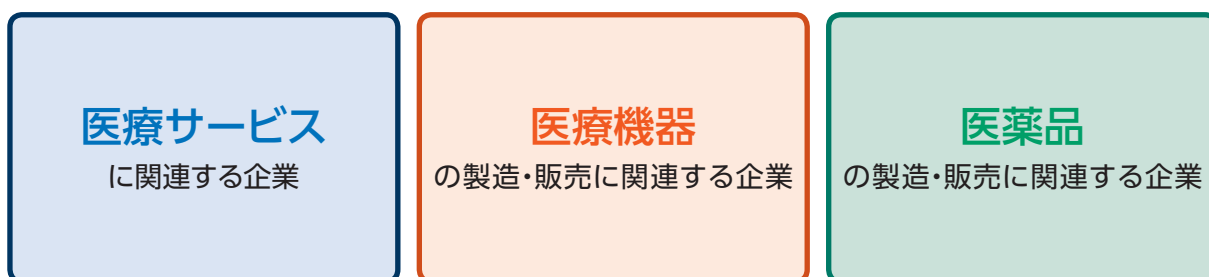 医療サービス
に関連する企業
医療機器
の製造・販売に関連する企業
医薬品
の製造・販売に関連する企業